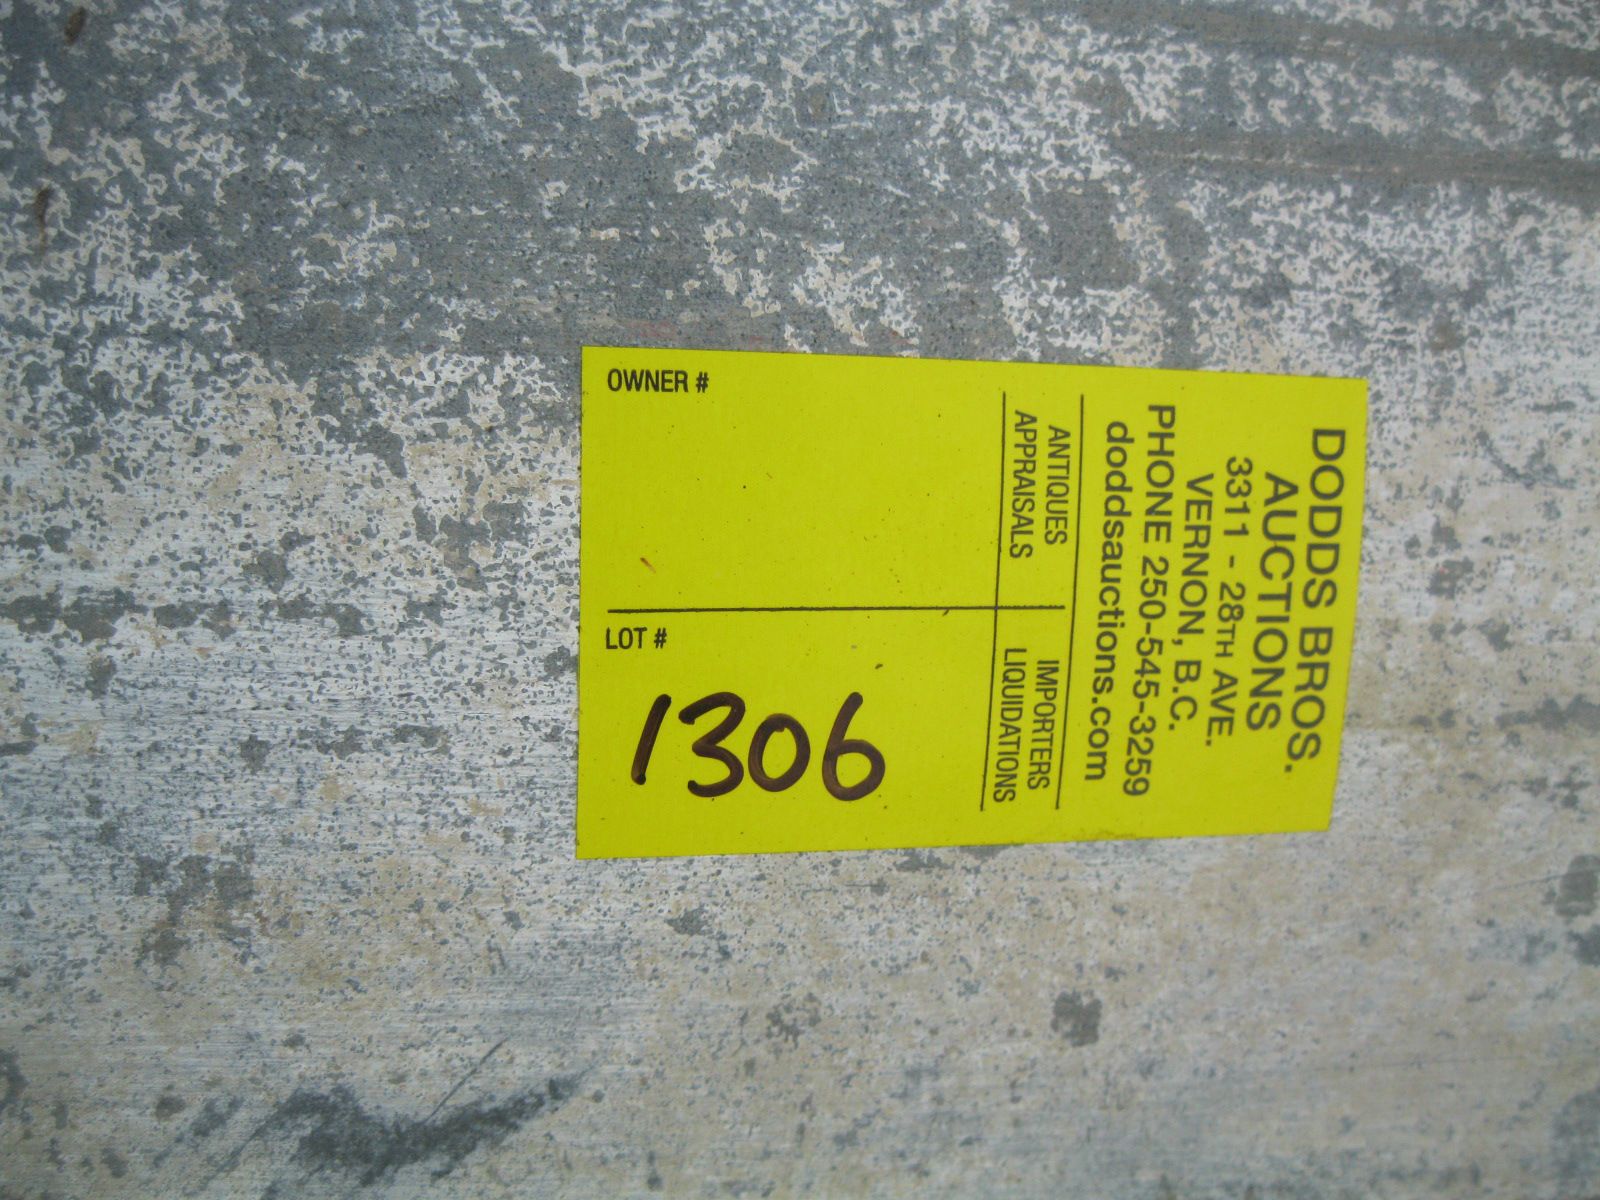 DODDS BROS.
AUCTIONS
3311 - 28TH AVE.
VERNON, B.C.
PHONE 250-545-3259
doddsauctions.com
ANTIQUES
APPRAISALS
IMPORTERS
LIQUIDATIONS
OWNER #
LOT #
1306